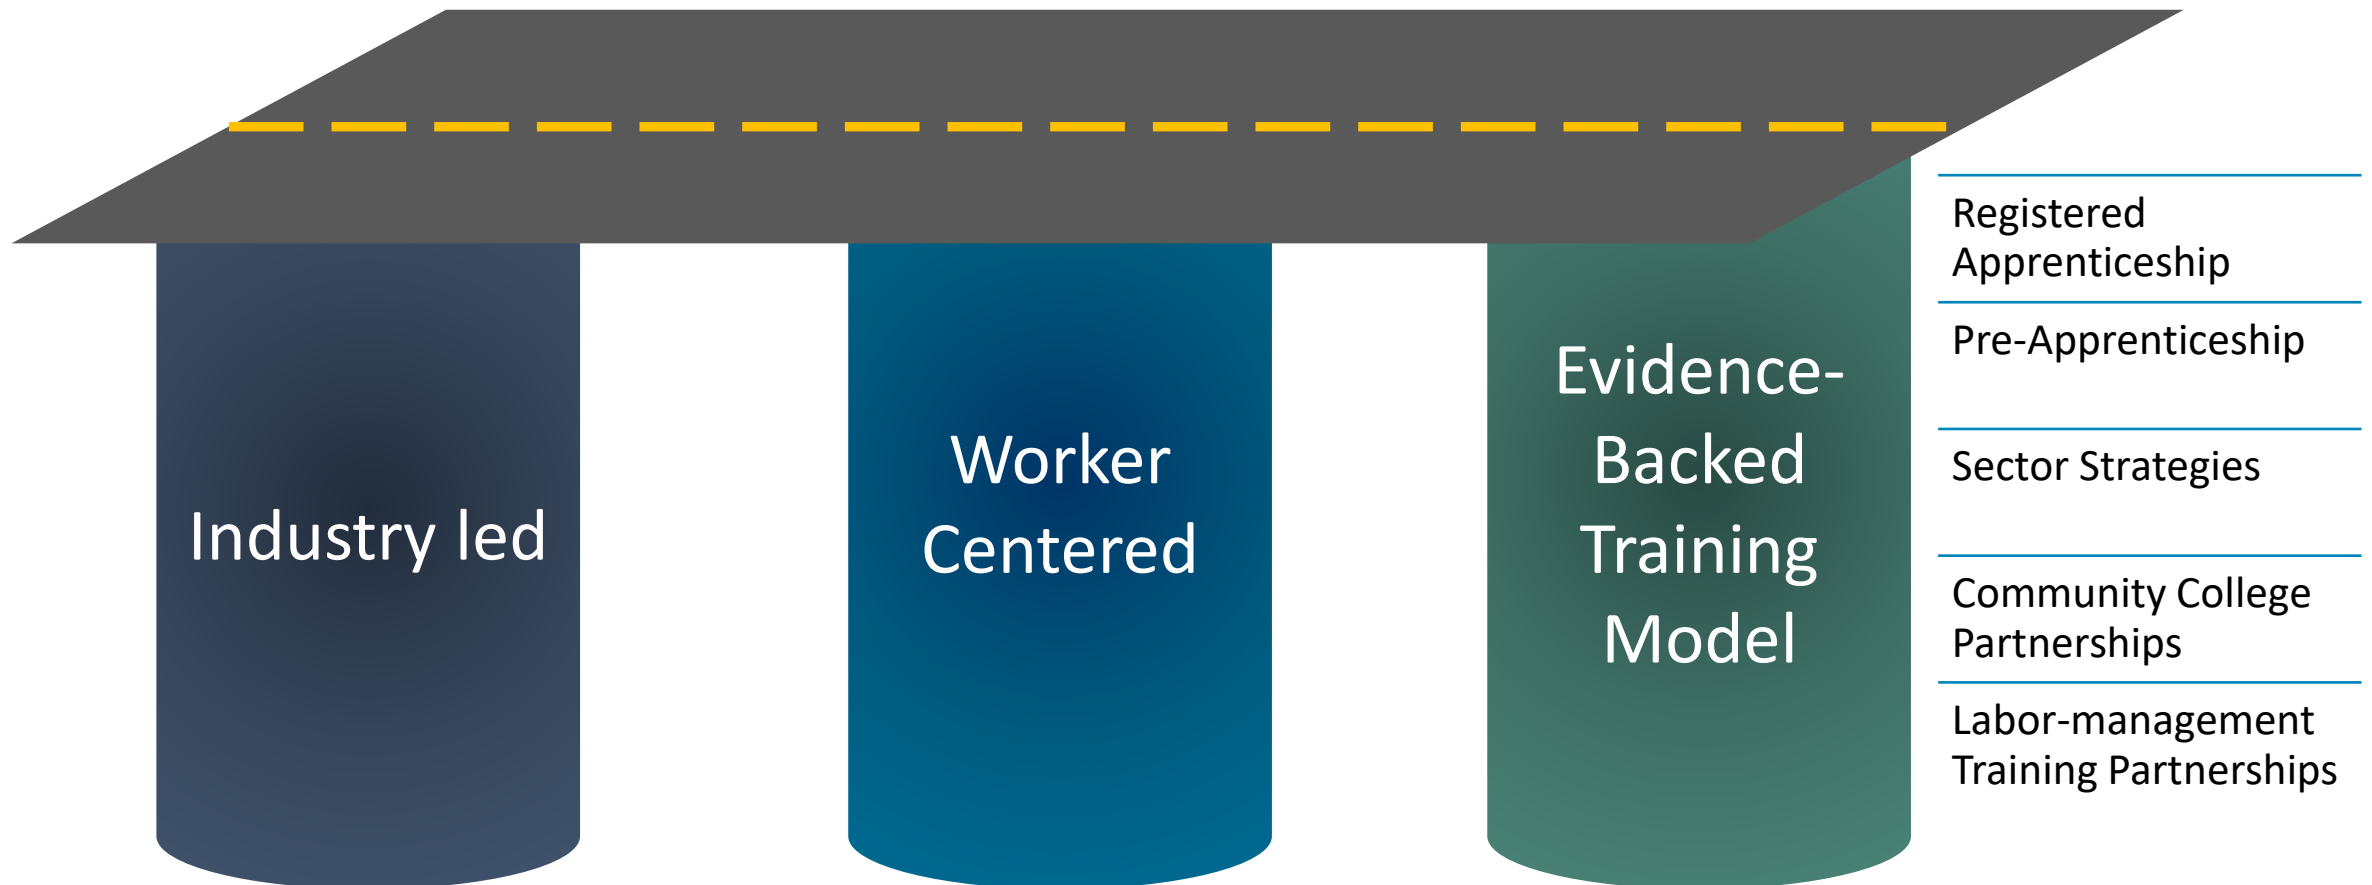 Industry led
Worker
Centered
Evidence-
Backed
Training
Model
Registered
Apprenticeship
Pre-Apprenticeship
Sector Strategies
Community College
Partnerships
Labor-management
Training Partnerships